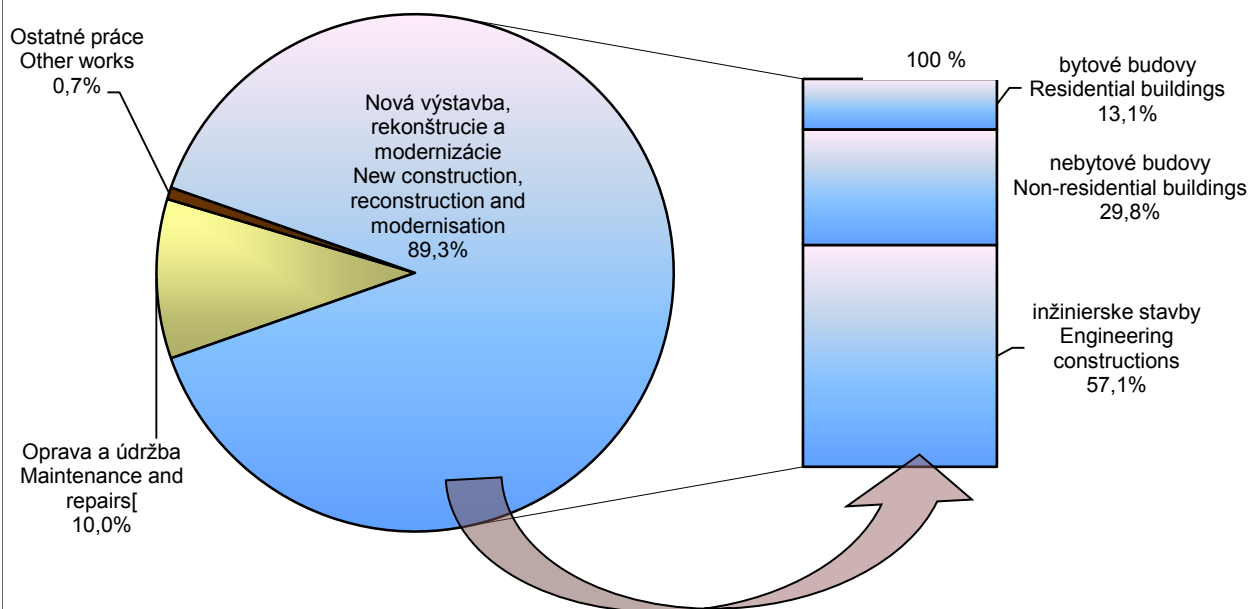 Ostatné práce
Other works
0,7%
Nová výstavba,
rekonštrucie a
modernizácie
New construction,
reconstruction and
modernisation
89,3%
Oprava a údržba
Maintenance and
repairs[
10,0%
100 %
bytové budovy
Residential buildings
13,1%
nebytové budovy
Non-residential buildings
29,8%
inžinierske stavby
Engineering
constructions
57,1%